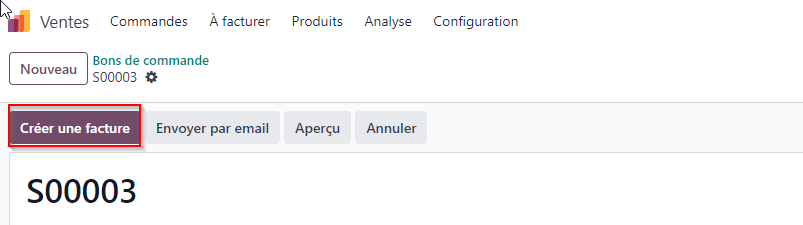 Ventes Commandes À facturer Produits Analyse Configuration
Nouveau
Bons de commande
S00003
Créer une facture Envoyer par email Aperçu Annuler
S00003